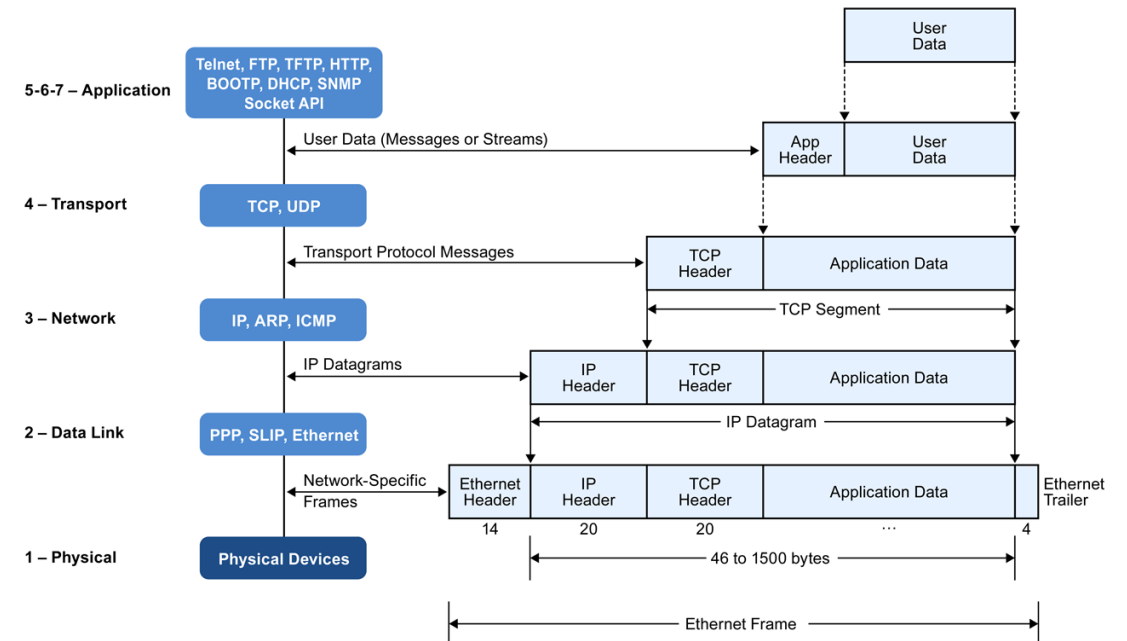 User
Data
Telnet, FTP, TFTP, HTTP,
BOOTP, DHCP, SNMP
Socket API
5-6-7 – Application
User Data (Messages or Streams)
App
Header
User
Data
4 – Transport
TCP, UDP
Transport Protocol Messages
TCP
Header
Application Data
TCP Segment
3 – Network
IP, ARP, ICMP
IP Datagrams
IP
Header
TCP
Header
Application Data
IP Datagram
2 – Data Link
PPP, SLIP, Ethernet
Network-Specific
Frames
Ethernet
Header
IP
Header
TCP
Header
Application Data
Ethernet
Trailer
14
20
20
...
4
1 – Physical
Physical Devices
46 to 1500 bytes
Ethernet Frame